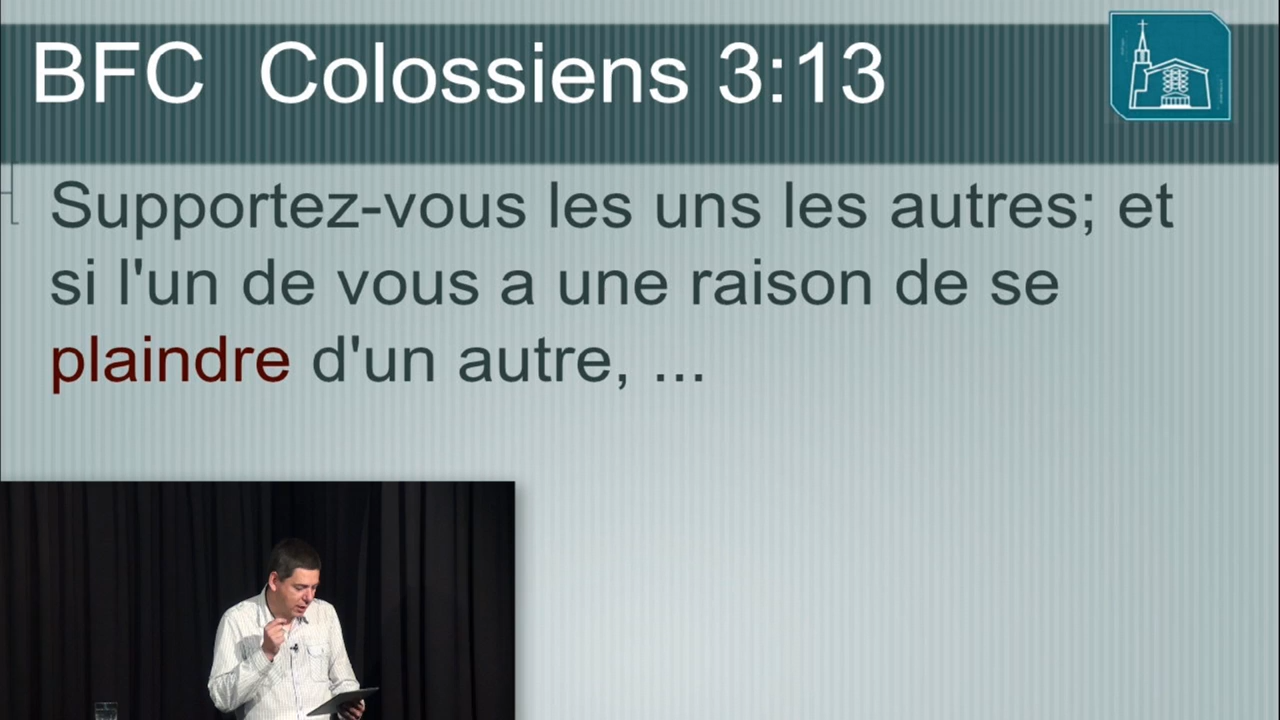 BFC Colossiens 3:13
Supportez-vous les uns les autres; et
si l'un de vous a une raison de se
plaindre d'un autre, ...